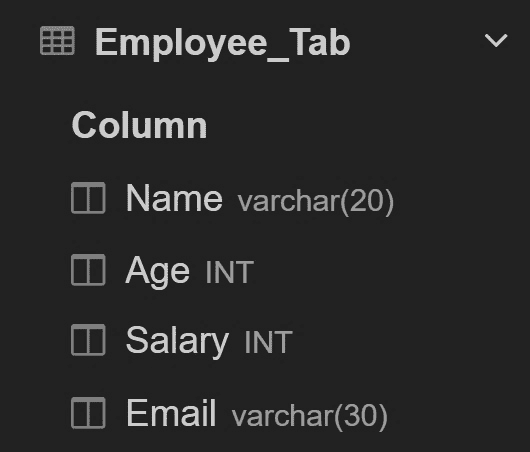 Employee_Tab
Column
Name varchar(20)
Age INT
Salary INT
Email varchar(30)